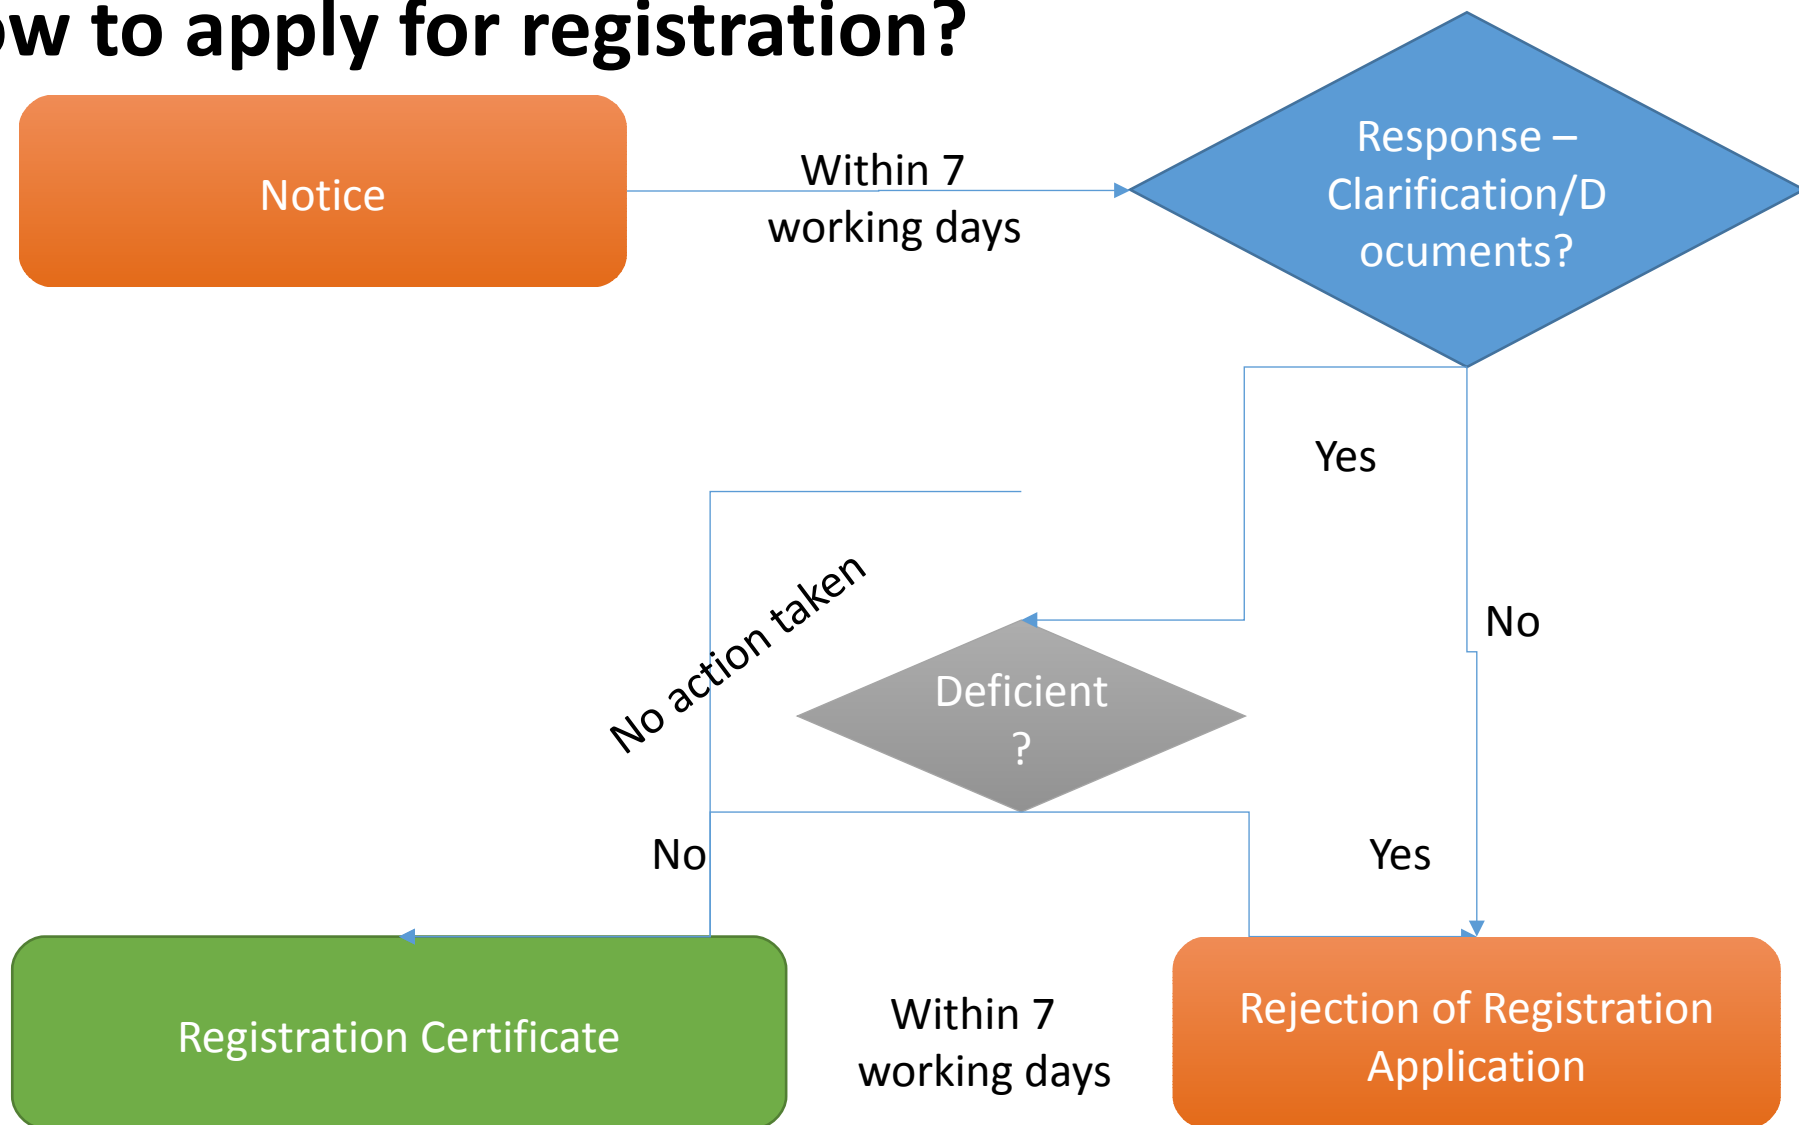 ow to apply for registration?
Notice
Within 7
working days
Response –
Clarification/D
ocuments?
Yes
No
No action taken
Deficient
?
No
Yes
Registration Certificate
Within 7
working days
Rejection of Registration
Application